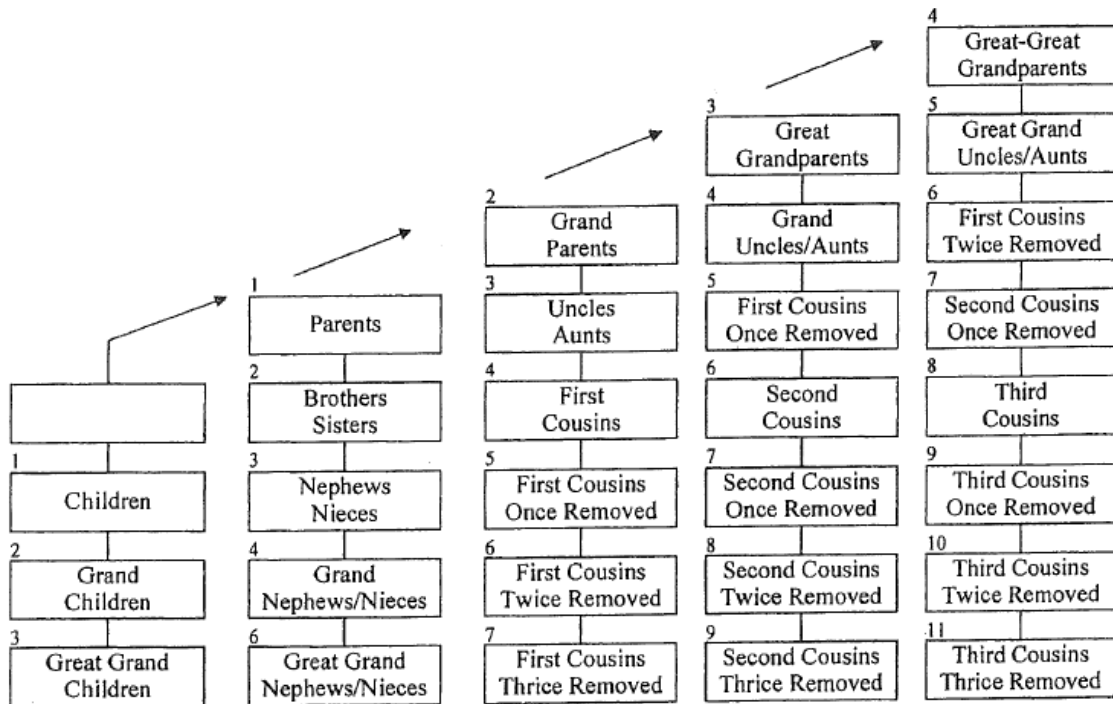 4
Great-Great
Grandparents
3
Great
Grandparents
5
Great Grand
Uncles/Aunts
2
Grand
Parents
4
Grand
Uncles/Aunts
6
First Cousins
Twice Removed
1
Parents
3
Uncles
Aunts
5
First Cousins
Once Removed
7
Second Cousins
Once Removed
2
Brothers
Sisters
4
First
Cousins
6
Second
Cousins
8
Third
Cousins
1
Children
3
Nephews
Nieces
5
First Cousins
Once Removed
7
Second Cousins
Once Removed
9
Third Cousins
Once Removed
2
Grand
Children
4
Grand
Nephews/Nieces
6
First Cousins
Twice Removed
8
Second Cousins
Twice Removed
10
Third Cousins
Twice Removed
3
Great Grand
Children
6
Great Grand
Nephews/Nieces
7
First Cousins
Thrice Removed
9
Second Cousins
Thrice Removed
11
Third Cousins
Thrice Removed